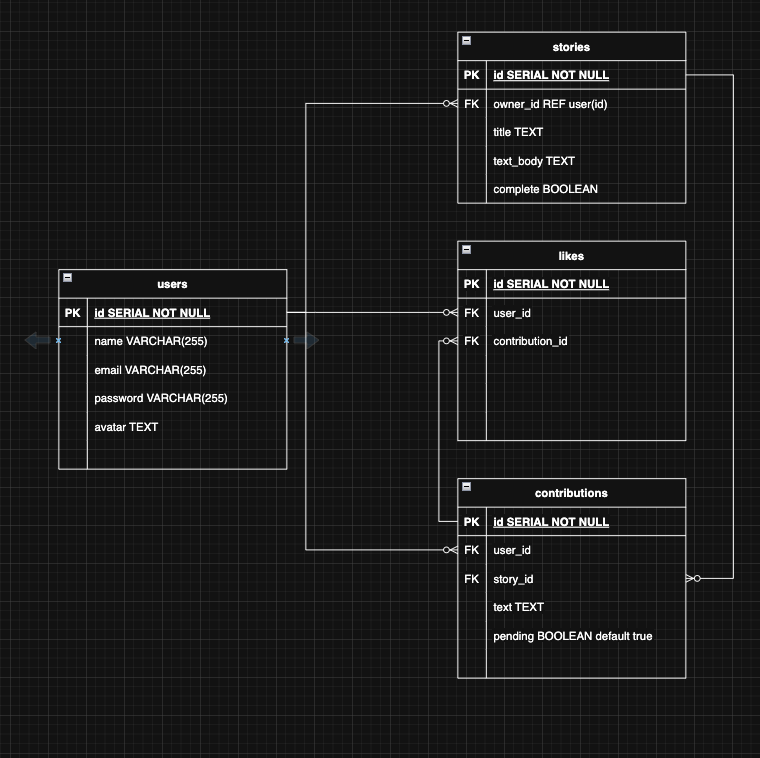 stories
PK id SERIAL NOT NULL
FK owner_id REF user(id)
title TEXT
text_body TEXT
complete BOOLEAN
likes
PK id SERIAL NOT NULL
FK user_id
FK contribution_id
users
PK id SERIAL NOT NULL
name VARCHAR(255)
email VARCHAR(255)
password VARCHAR(255)
avatar TEXT
contributions
PK id SERIAL NOT NULL
FK user_id
FK story_id
text TEXT
pending BOOLEAN default true